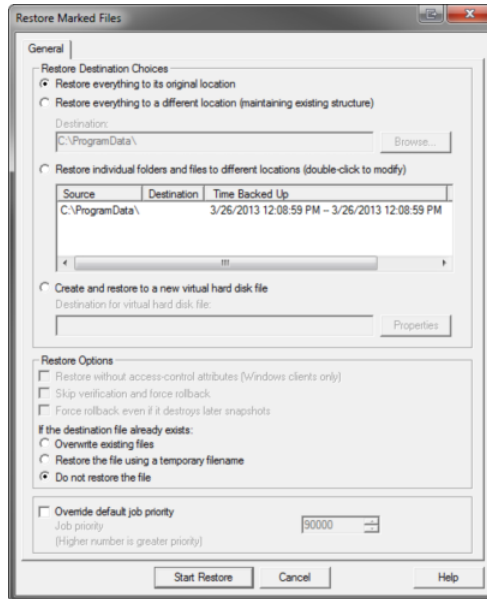 Restore Marked Files
General
Restore Destination Choices
Restore everything to its original location
Restore everything to a different location (maintaining existing structure)
Destination:
C:\ProgramData\ Browse...
Restore individual folders and files to different locations (double-click to modify)
Source Destination Time Backed Up
C:\ProgramData\ 3/26/2013 12:08:59 PM – 3/26/2013 12:08:59 PM
Create and restore to a new virtual hard disk file
Destination for virtual hard disk file:
Properties
Restore Options
Restore without access-control attributes (Windows clients only)
Skip verification and force rollback
Force rollback even if it destroys later snapshots
If the destination file already exists:
Overwrite existing files
Restore the file using a temporary filename
Do not restore the file
Override default job priority
Job priority 90000
(Higher number is greater priority)
Start Restore Cancel Help